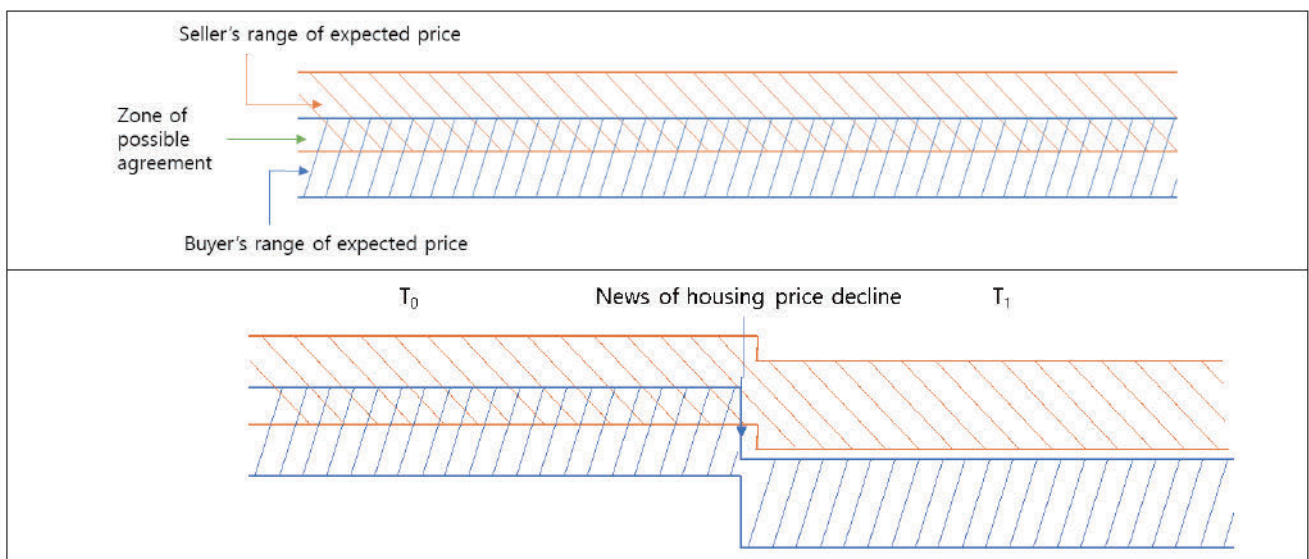 Seller's range of expected price
Zone of
possible
agreement
Buyer's range of expected price
T₀
News of housing price decline
T₁